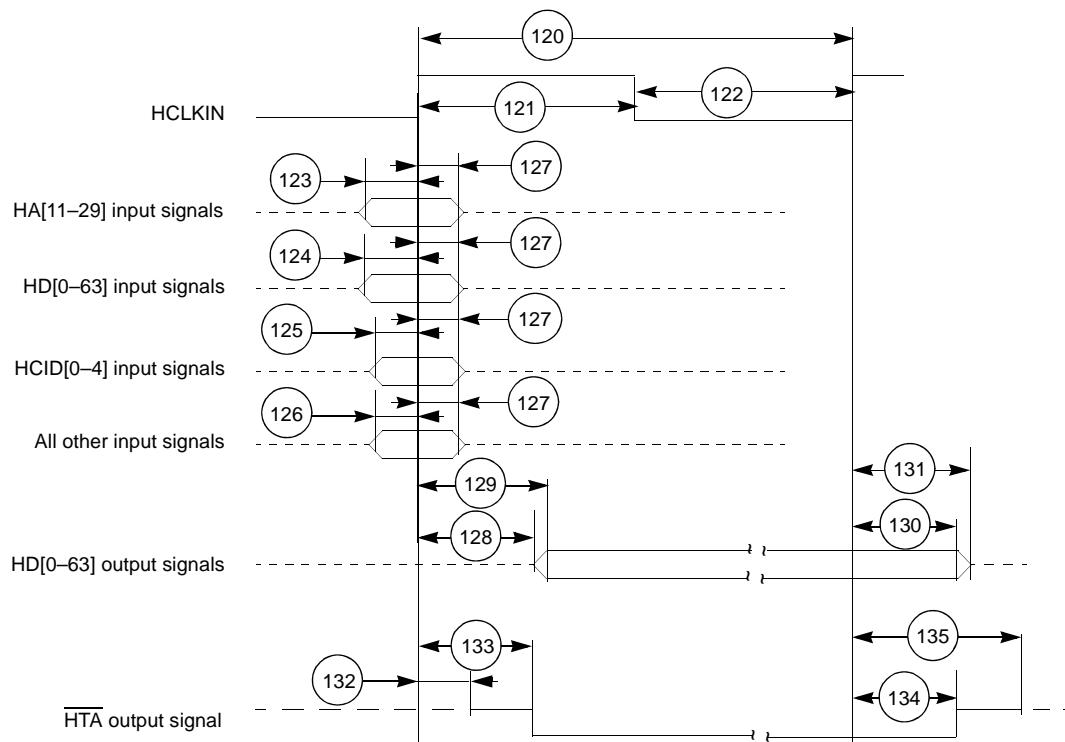 120
122
121
HCLKIN
127
123
HA[11–29] input signals
127
124
HD[0–63] input signals
127
125
HCID[0–4] input signals
127
126
All other input signals
131
129
130
128
HD[0–63] output signals
135
133
132
134
HTA output signal